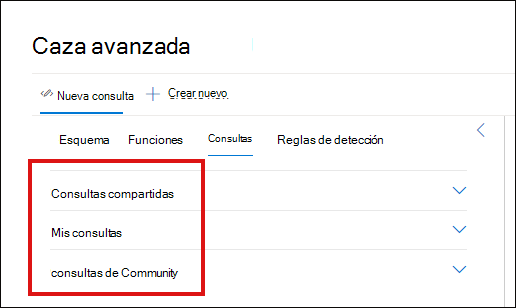 Caza avanzada
Nueva consulta Crear nuevo
Esquema Funciones Consultas Reglas de detección
Consultas compartidas
Mis consultas
consultas de Community